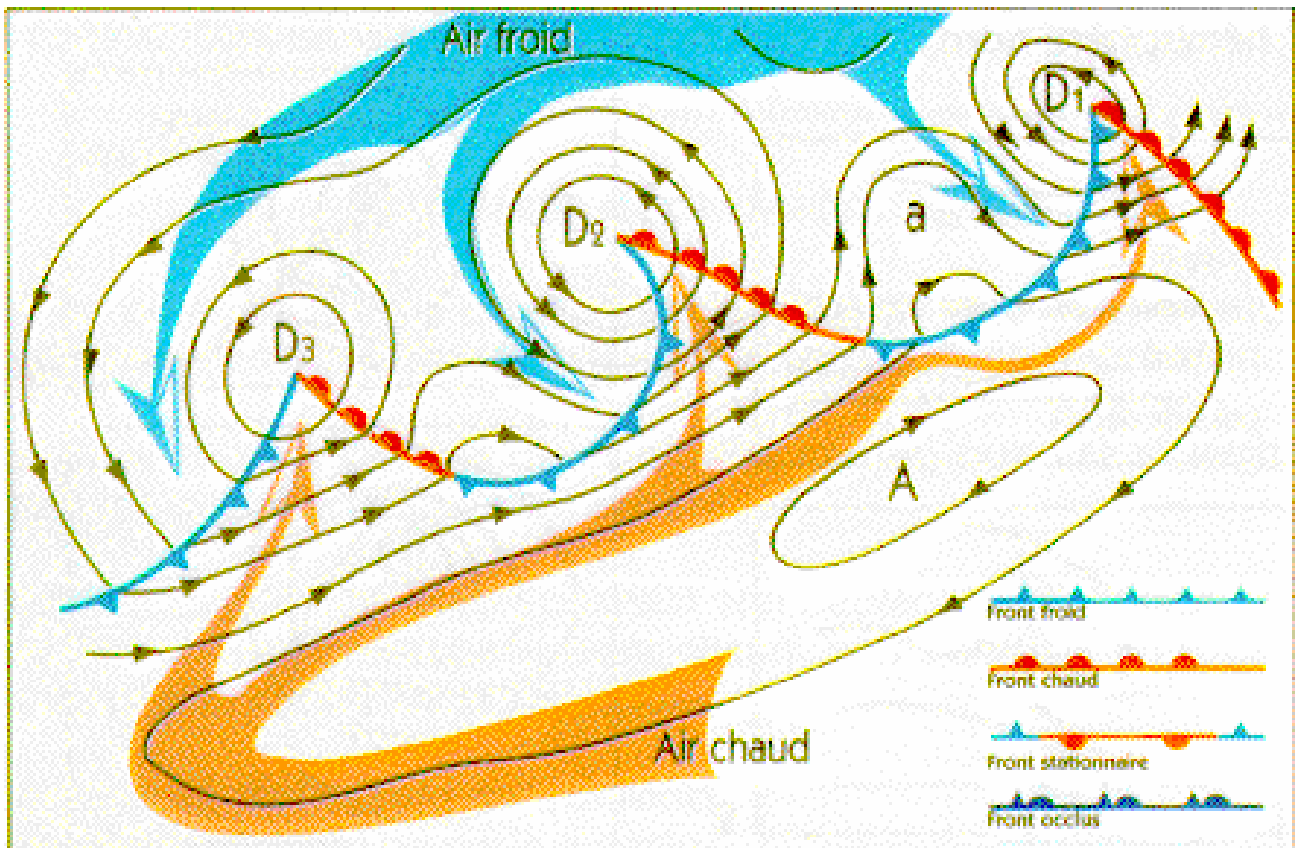 Air froid
D1
D2
a
D3
A
Front froid
Front chaud
Air chaud
Front stationnaire
Front occlus